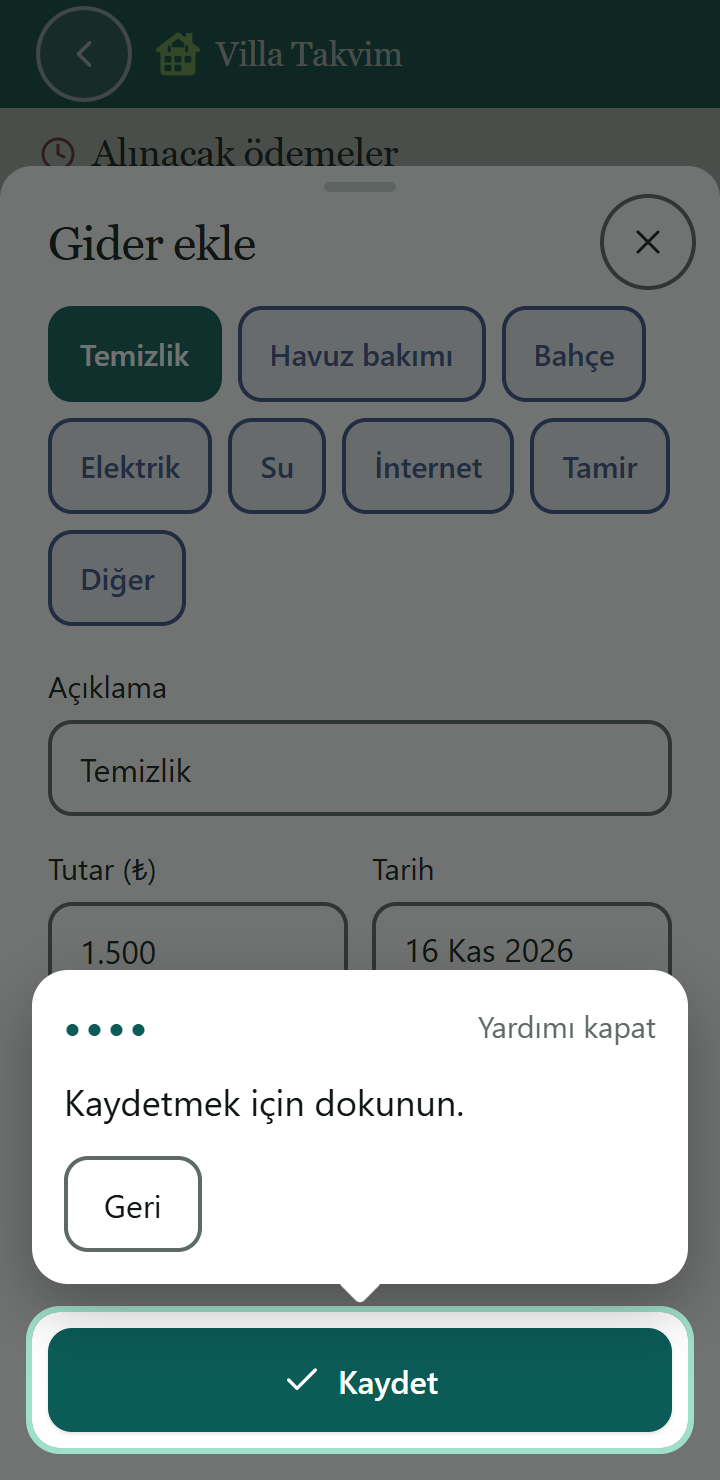 Villa Takvim
Alınacak ödemeler
Gider ekle
Temizlik Havuz bakımı Bahçe
Elektrik Su İnternet Tamir
Diğer
Açıklama
Temizlik
Tutar (₺) Tarih
1.500 16 Kas 2026
Yardımı kapat
Kaydetmek için dokunun.
Geri
Kaydet